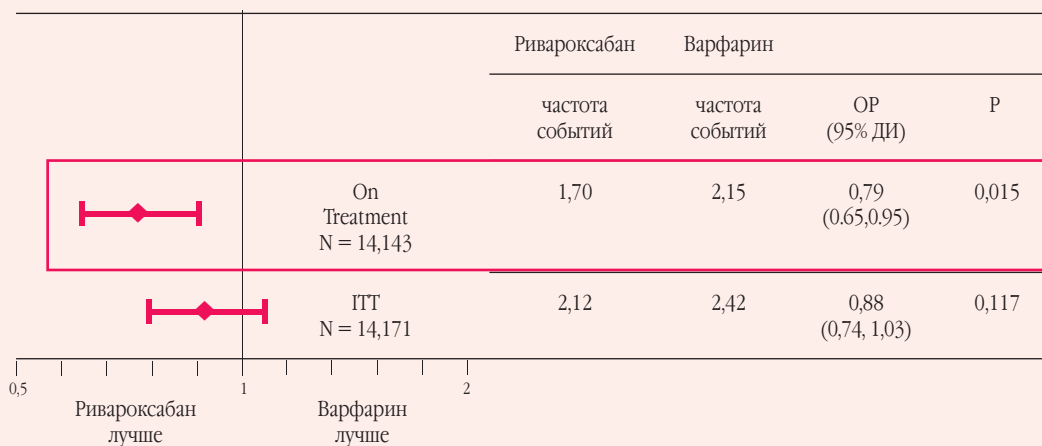 Ривароксабан Варфарин
частота событий частота событий ОР (95% ДИ) Р
On Treatment N = 14,143 1,70 2,15 0,79 (0.65,0.95) 0,015
ITT N = 14,171 2,12 2,42 0,88 (0,74, 1,03) 0,117
0,5 1 2
Ривароксабан лучше Варфарин лучше